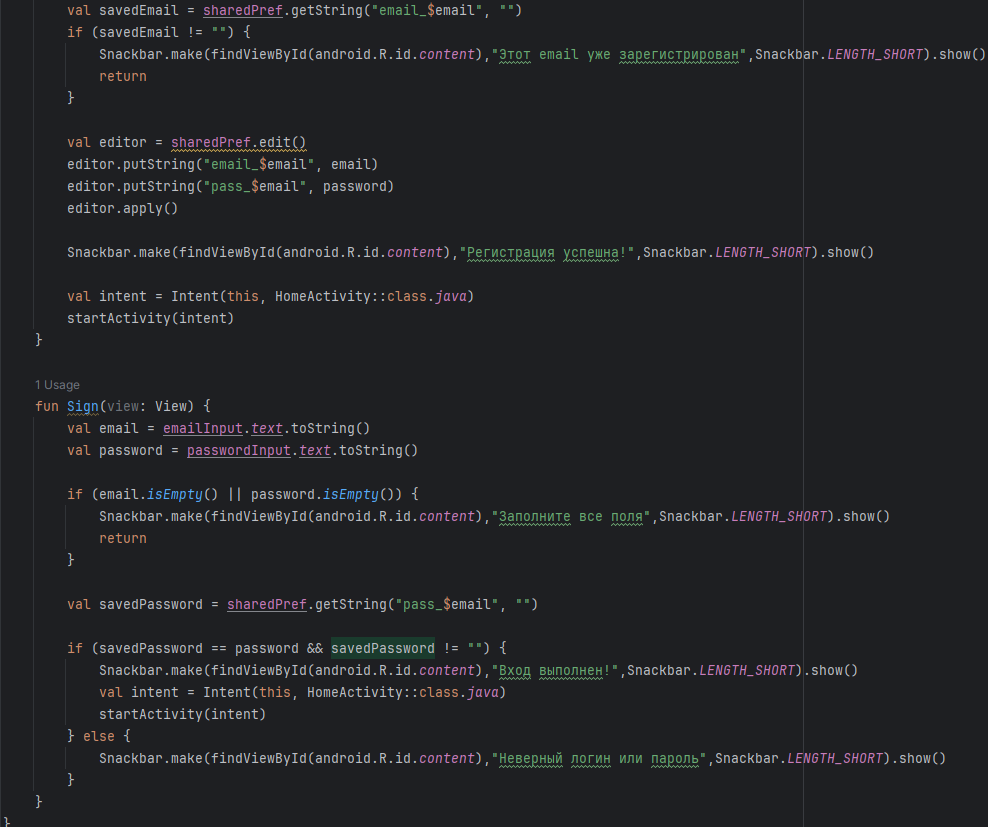 val savedEmail = sharedPref.getString("email_$email", "")
if (savedEmail != "") {
Snackbar.make(findViewById(android.R.id.content),"Этот email уже зарегистрирован",Snackbar.LENGTH_SHORT).show()
return
}
val editor = sharedPref.edit()
editor.putString("email_$email", email)
editor.putString("pass_$email", password)
editor.apply()
Snackbar.make(findViewById(android.R.id.content),"Регистрация успешна!",Snackbar.LENGTH_SHORT).show()
val intent = Intent(this, HomeActivity::class.java)
startActivity(intent)
}
1 Usage
fun Sign(view: View) {
val email = emailInput.text.toString()
val password = passwordInput.text.toString()
if (email.isEmpty() || password.isEmpty()) {
Snackbar.make(findViewById(android.R.id.content),"Заполните все поля",Snackbar.LENGTH_SHORT).show()
return
}
val savedPassword = sharedPref.getString("pass_$email", "")
if (savedPassword == password && savedPassword != "") {
Snackbar.make(findViewById(android.R.id.content),"Вход выполнен!",Snackbar.LENGTH_SHORT).show()
val intent = Intent(this, HomeActivity::class.java)
startActivity(intent)
} else {
Snackbar.make(findViewById(android.R.id.content),"Неверный логин или пароль",Snackbar.LENGTH_SHORT).show()
}
}
}